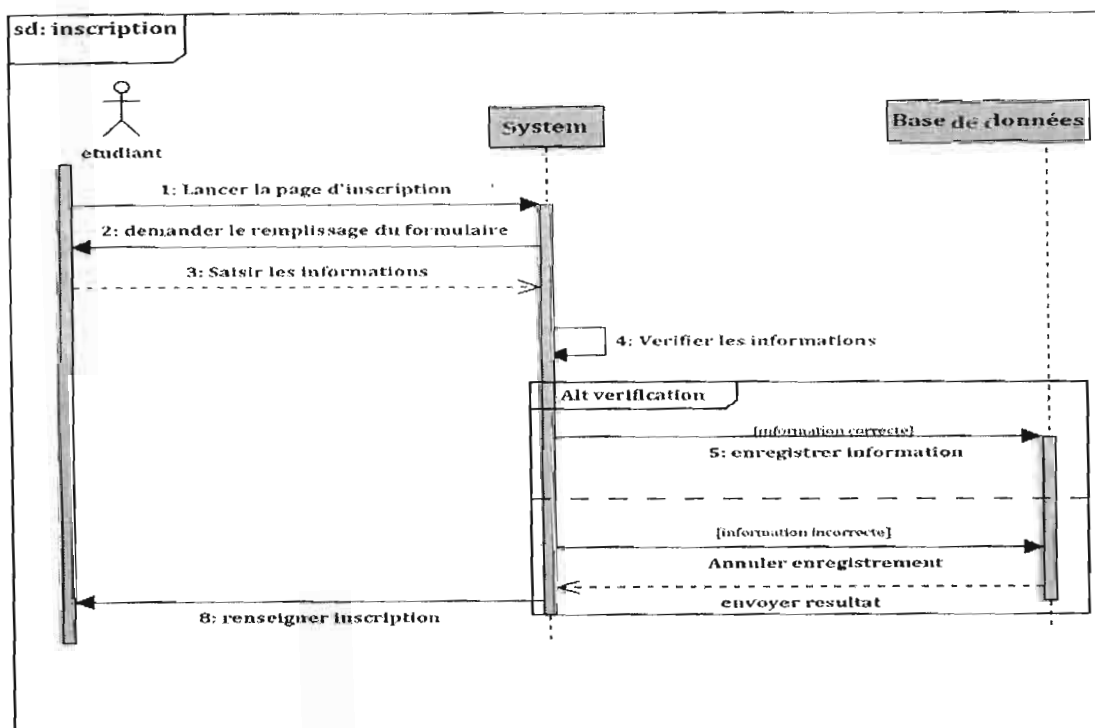 sd: inscription
etudiant
System
Base de données
1: Lancer la page d'inscription
2: demander le remplissage du formulaire
3: Saisir les informations
4: Verifier les informations
Alt verification
[information correcte]
5: enregistrer information
[information incorrecte]
Annuler enregistrement
envoyer resultat
8: renseigner inscription